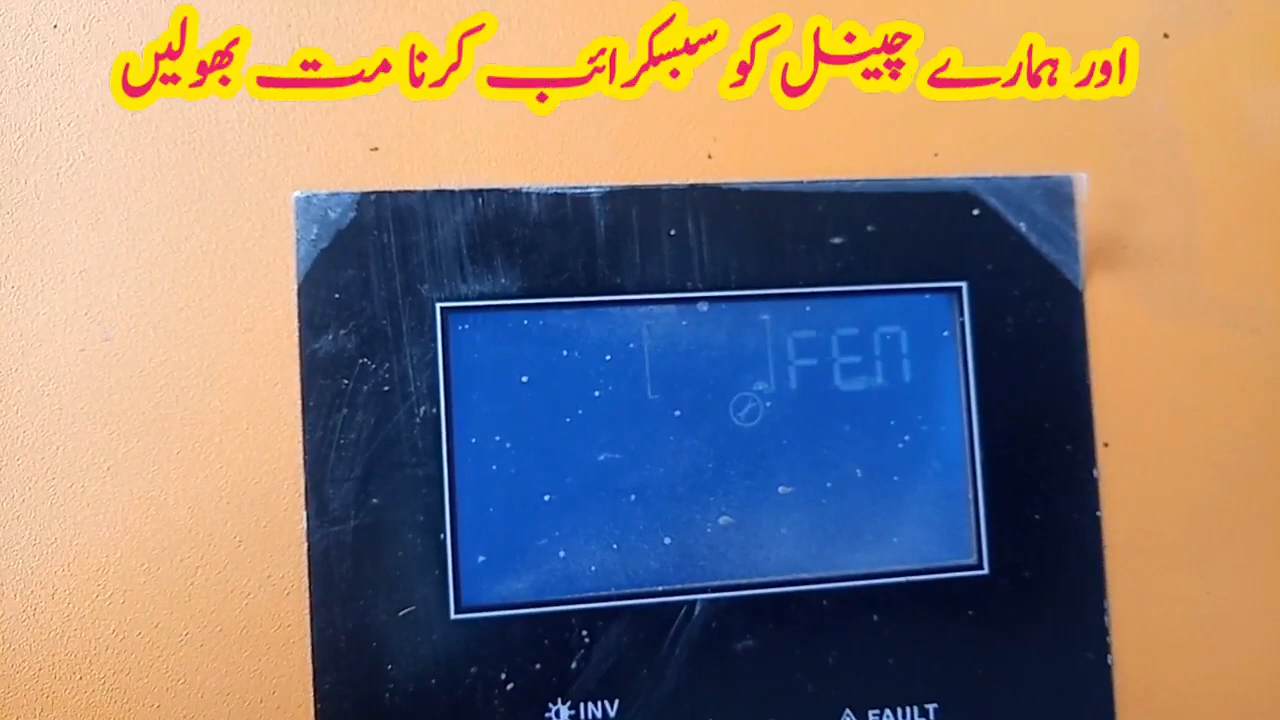 اور ہمارے چینل کو سبسکرائب کرنا مت بھولیں
[ ] FEn
INV
FAULT